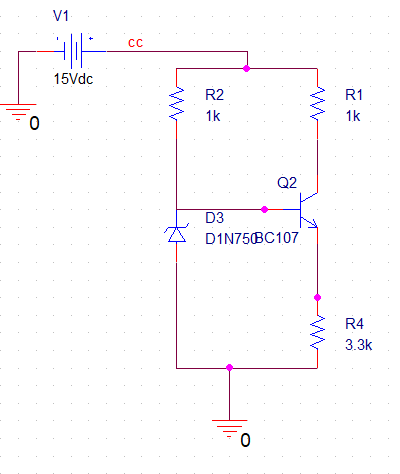 V1
cc
15Vdc
0
R2
1k
R1
1k
Q2
D3
D1N750
BC107
R4
3.3k
0